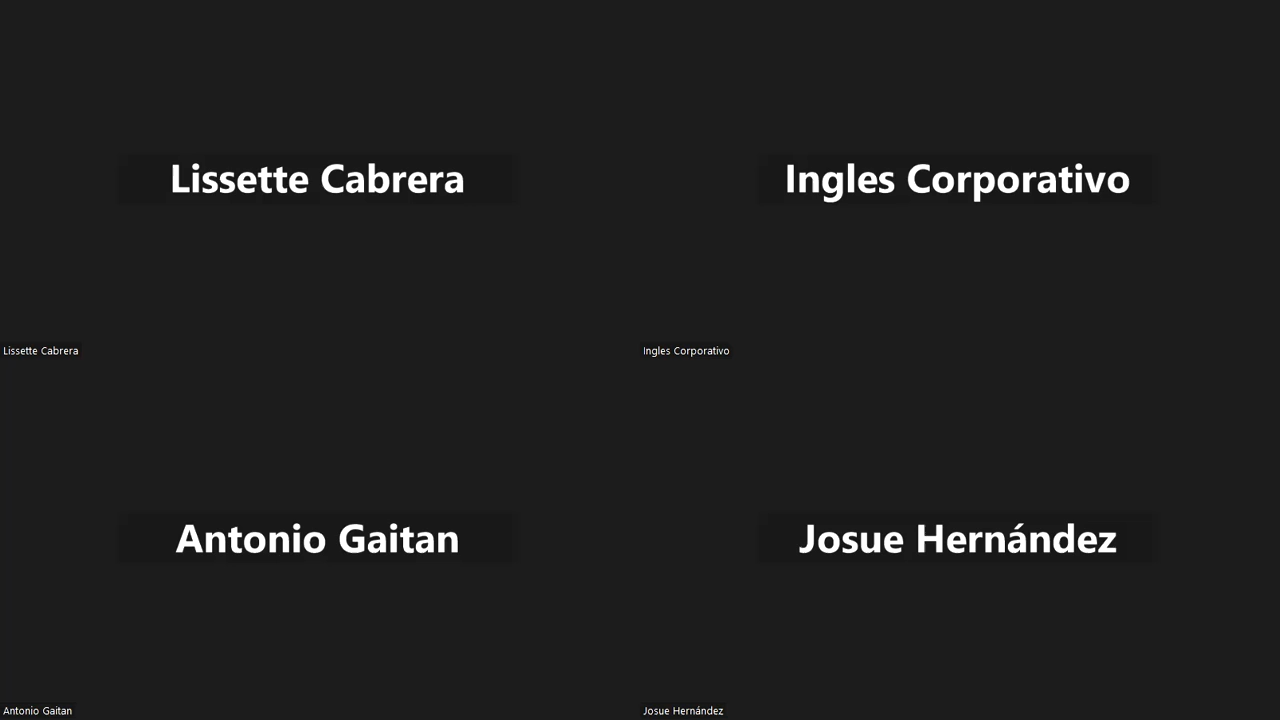 Lissette Cabrera
Ingles Corporativo
Lissette Cabrera
Ingles Corporativo
Antonio Gaitan
Josue Hernández
Antonio Gaitan
Josue Hernández